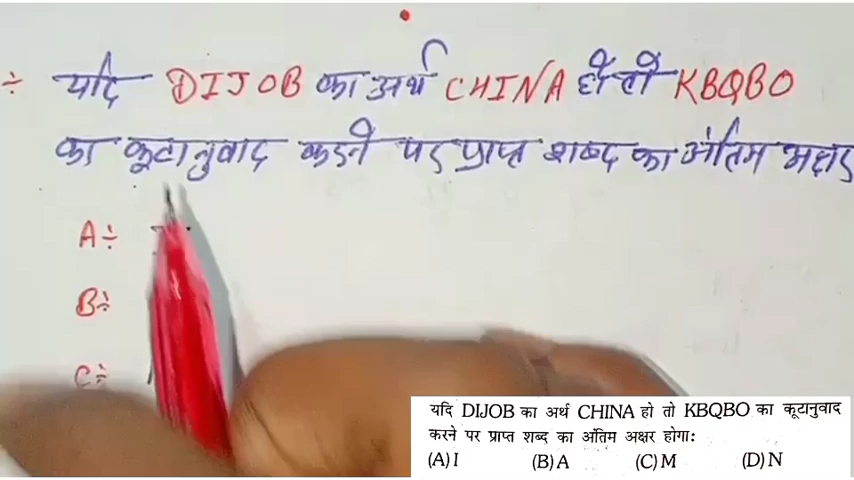 ÷ यदि DIJOB का अर्थ CHINA हो तो KBQBO
का कूटानुवाद करने पर प्राप्त शब्द का अंतिम अक्षर
A÷
B÷
C÷
यदि DIJOB का अर्थ CHINA हो तो KBQBO का कूटानुवाद
करने पर प्राप्त शब्द का अंतिम अक्षर होगा:
(A) I (B) A (C) M (D) N